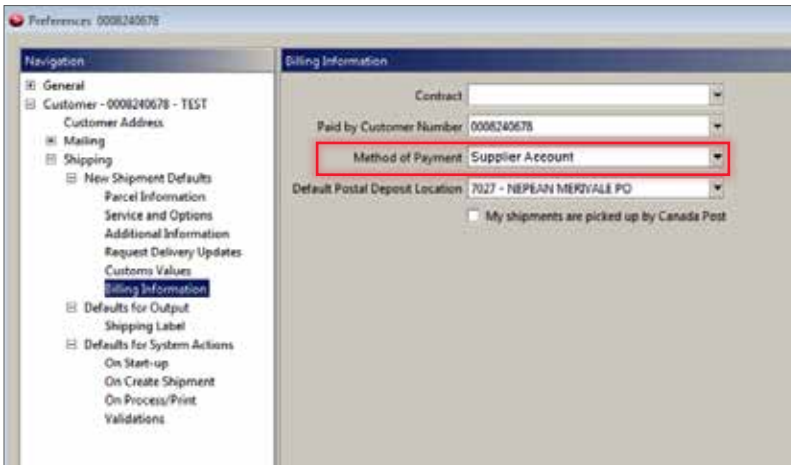 Preferences: 0008240678
Navigation
General
Customer - 0008240678 - TEST
Customer Address
Mailing
Shipping
New Shipment Defaults
Parcel Information
Service and Options
Additional Information
Request Delivery Updates
Customs Values
Billing Information
Defaults for Output
Shipping Label
Defaults for System Actions
On Start-up
On Create Shipment
On Process/Print
Validations
Billing Information
Contract
Paid by Customer Number 0008240678
Method of Payment Supplier Account
Default Postal Deposit Location 7027 - NEPEAN MERIVALE PO
My shipments are picked up by Canada Post